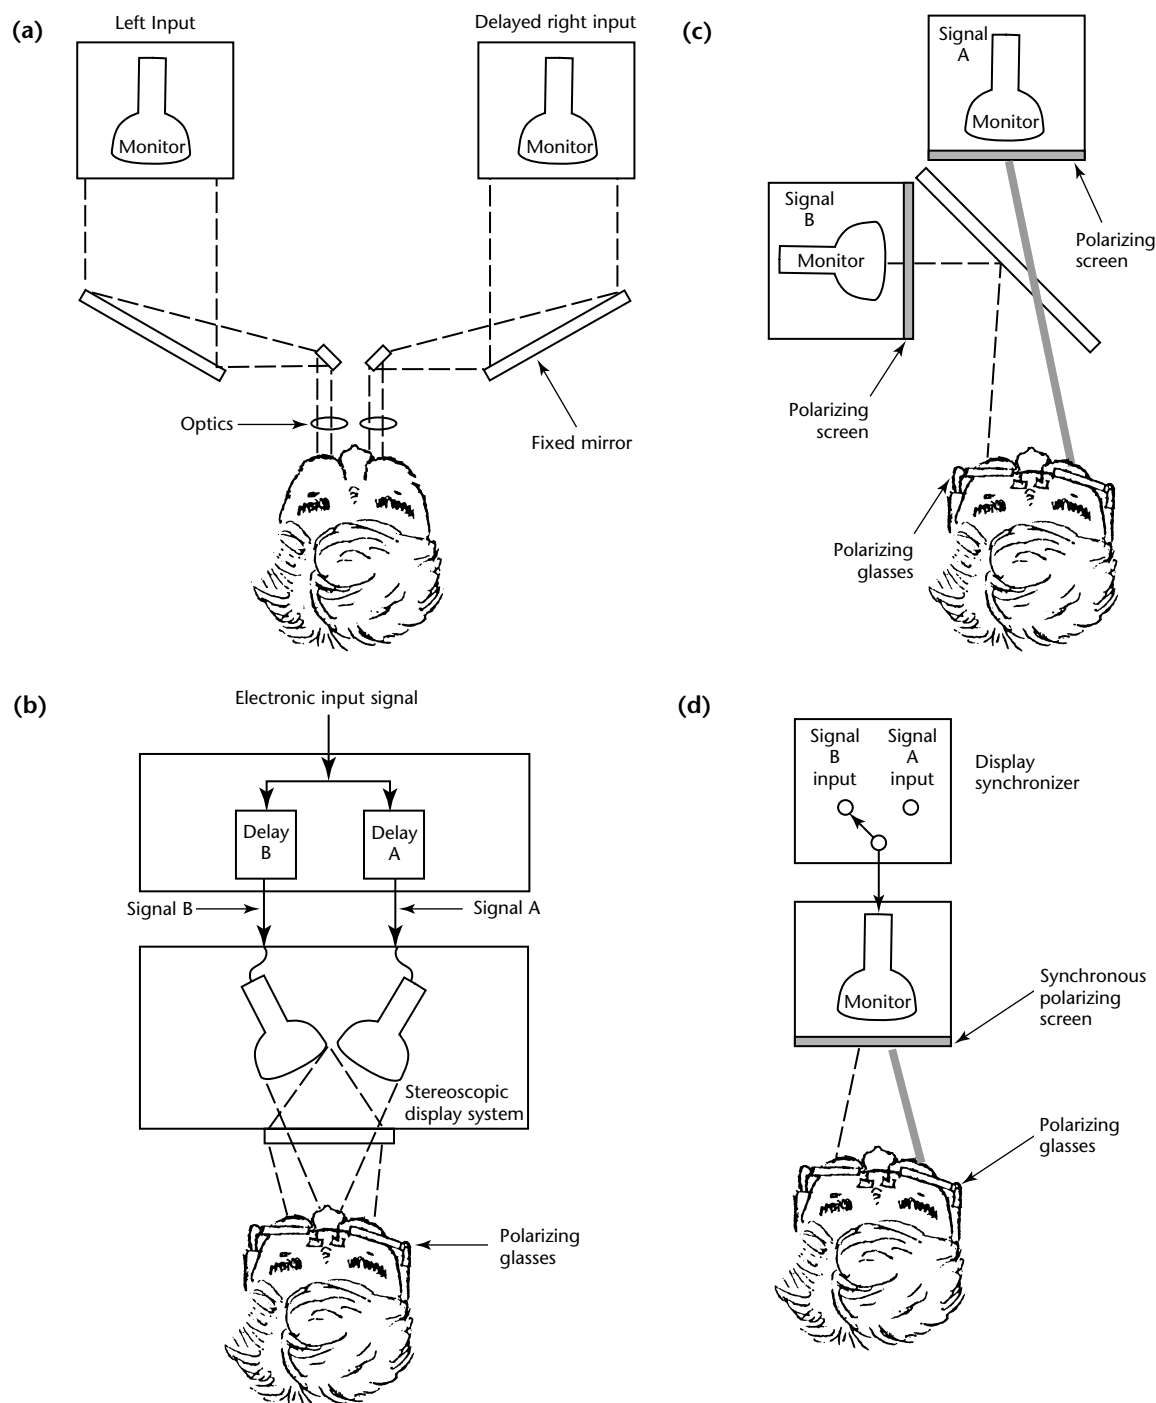 (a)
Left Input
Delayed right input
Monitor
Monitor
Optics
Fixed mirror
(c)
Signal
A
Monitor
Signal
B
Monitor
Polarizing
screen
Polarizing
screen
Polarizing
glasses
(b)
Electronic input signal
Delay
B
Delay
A
Signal B
Signal A
Stereoscopic
display system
Polarizing
glasses
(d)
Signal
B
input
Signal
A
input
Display
synchronizer
Monitor
Synchronous
polarizing
screen
Polarizing
glasses